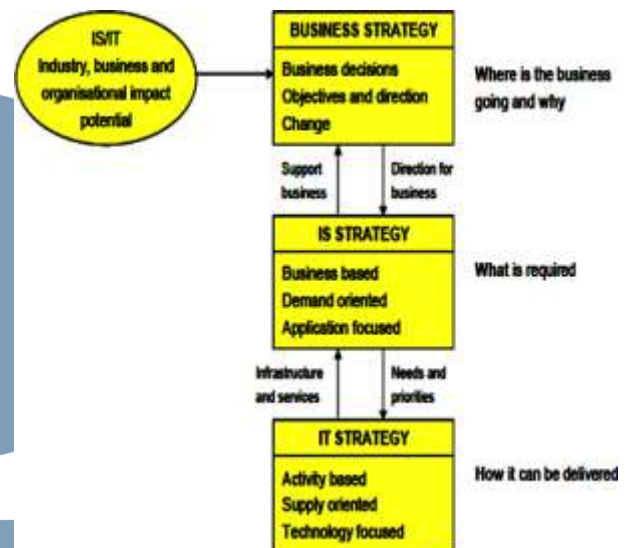 IS/IT
Industry, business and
organisational impact
potential
BUSINESS STRATEGY
Business decisions
Objectives and direction
Change
Where is the business
going and why
Support
business
Direction for
business
IS STRATEGY
Business based
Demand oriented
Application focused
What is required
Infrastructure
and services
Needs and
priorities
IT STRATEGY
Activity based
Supply oriented
Technology focused
How it can be delivered